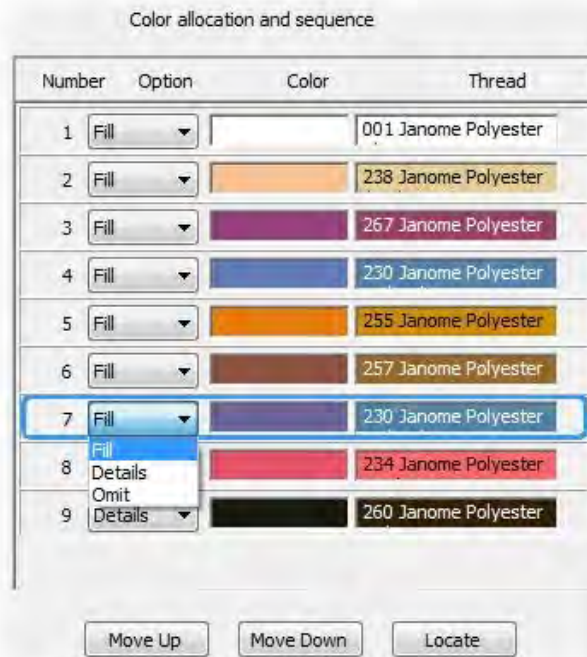 Color allocation and sequence
Number Option Color Thread
1 Fill 001 Janome Polyester
2 Fill 238 Janome Polyester
3 Fill 267 Janome Polyester
4 Fill 230 Janome Polyester
5 Fill 255 Janome Polyester
6 Fill 257 Janome Polyester
7 Fill 230 Janome Polyester
Fill
8 Details 234 Janome Polyester
Omit
9 Details 260 Janome Polyester
Move Up Move Down Locate